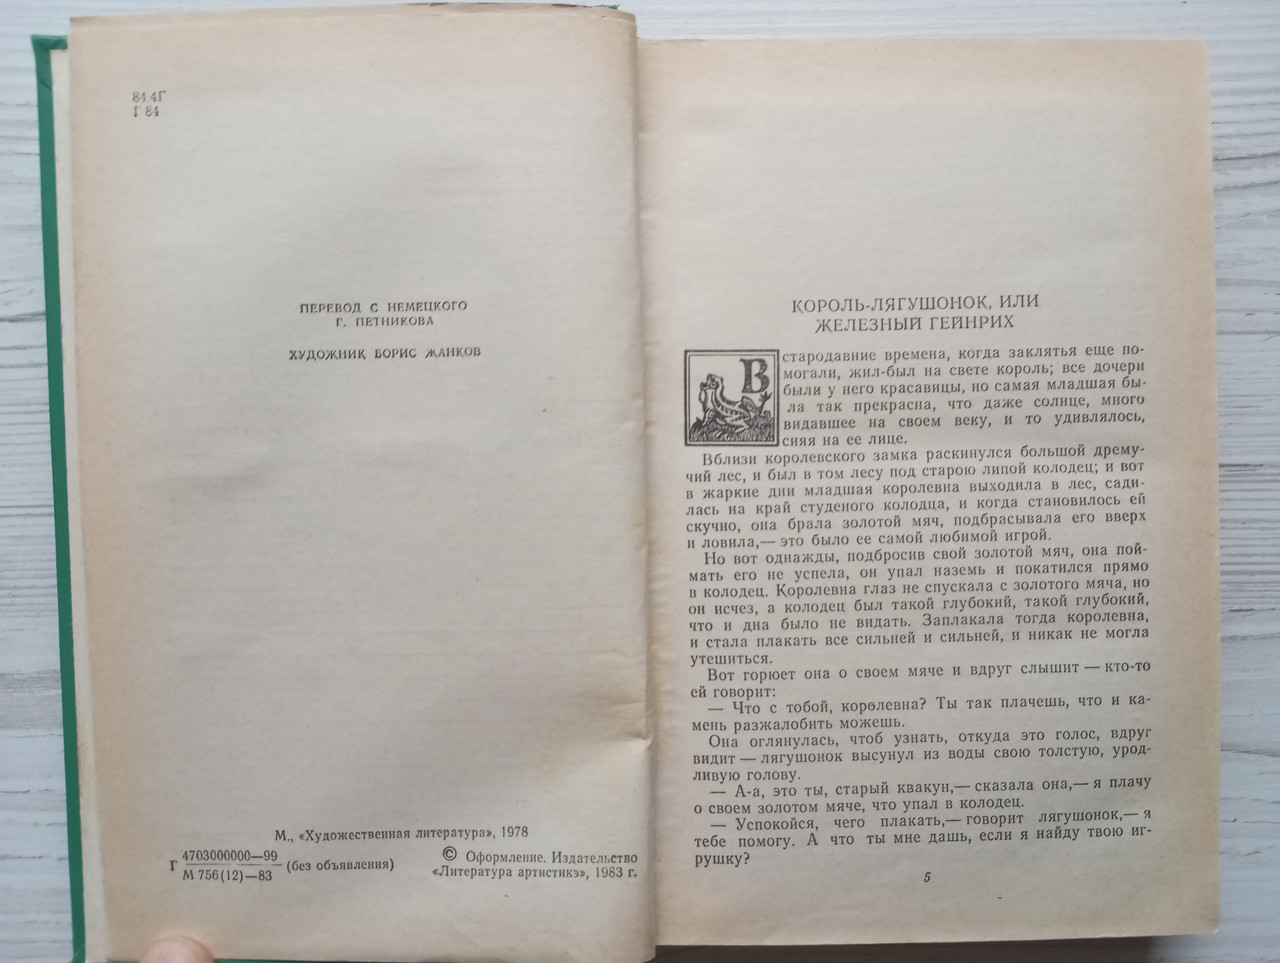 84.4Г
Г 84
ПЕРЕВОД С НЕМЕЦКОГО
Г. ПЕТНИКОВА
ХУДОЖНИК БОРИС ЖАНКОВ
М., «Художественная литература», 1978
Г 4703000000—99
М 756(12)—83 (без объявления)
© Оформление. Издательство
«Литература артистикэ», 1983 г.
КОРОЛЬ-ЛЯГУШОНОК, ИЛИ
ЖЕЛЕЗНЫЙ ГЕЙНРИХ
В стародавние времена, когда заклятья еще по-
могали, жил-был на свете король; все дочери
были у него красавицы, но самая младшая бы-
ла так прекрасна, что даже солнце, много
видавшее на своем веку, и то удивлялось,
сияя на ее лице.
Вблизи королевского замка раскинулся большой дрему-
чий лес, и был в том лесу под старою липой колодец; и вот
в жаркие дни младшая королевна выходила в лес, сади-
лась на край студеного колодца, и когда становилось ей
скучно, она брала золотой мяч, подбрасывала его вверх
и ловила,— это было ее самой любимой игрой.
Но вот однажды, подбросив свой золотой мяч, она пой-
мать его не успела, он упал наземь и покатился прямо
в колодец. Королевна глаз не спускала с золотого мяча, но
он исчез, а колодец был такой глубокий, такой глубокий,
что и дна было не видать. Заплакала тогда королевна,
и стала плакать все сильней и сильней, и никак не могла
утешиться.
Вот горюет она о своем мяче и вдруг слышит — кто-то
ей говорит:
— Что с тобой, королевна? Ты так плачешь, что и ка-
мень разжалобить можешь.
Она оглянулась, чтоб узнать, откуда это голос, вдруг
видит — лягушонок высунул из воды свою толстую, урод-
ливую голову.
— А-а, это ты, старый квакун,— сказала она,— я плачу
о своем золотом мяче, что упал в колодец.
— Успокойся, чего плакать,— говорит лягушонок,— я
тебе помогу. А что ты мне дашь, если я найду твою иг-
рушку?
5